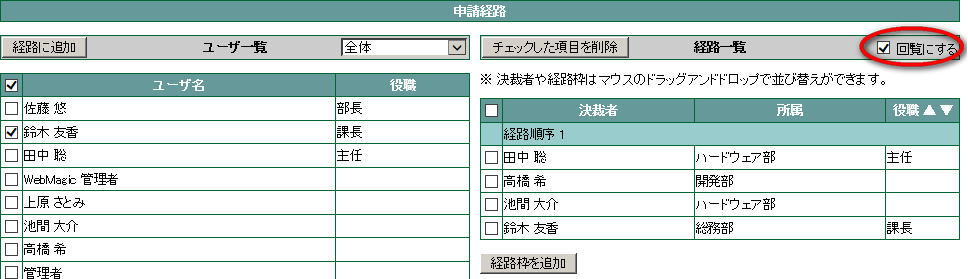 申請経路
経路に追加 ユーザ一覧 全体
ユーザ名 役職
佐藤 悠 部長
鈴木 友香 課長
田中 聡 主任
WebMagic 管理者
上原 さとみ
池間 大介
高橋 希
管理者
チェックした項目を削除 経路一覧 回覧にする
※ 決裁者や経路枠はマウスのドラッグアンドドロップで並び替えができます。
決裁者 所属 役職 ▲ ▼
経路順序 1
田中 聡 ハードウェア部 主任
高橋 希 開発部
池間 大介 ハードウェア部
鈴木 友香 総務部 課長
経路枠を追加